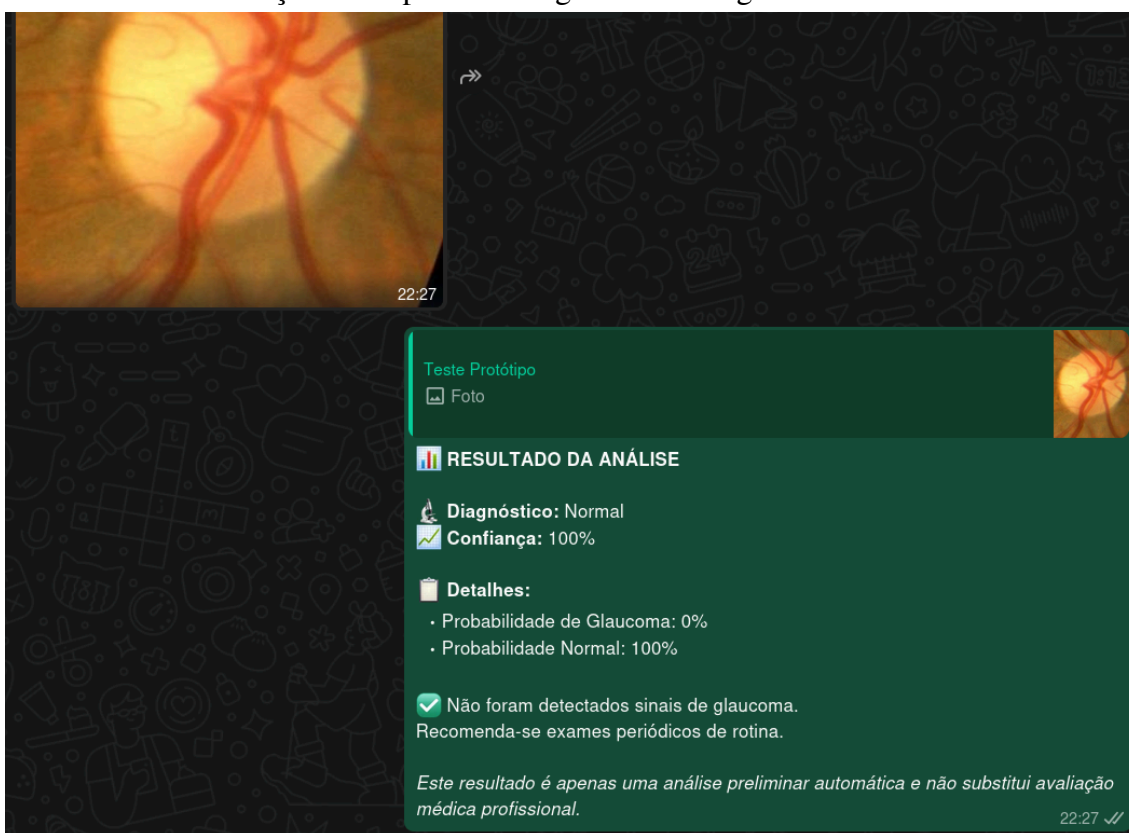 22:27
Teste Protótipo
Foto
RESULTADO DA ANÁLISE
Diagnóstico: Normal
Confiança: 100%
Detalhes:
• Probabilidade de Glaucoma: 0%
• Probabilidade Normal: 100%
Não foram detectados sinais de glaucoma.
Recomenda-se exames periódicos de rotina.
Este resultado é apenas uma análise preliminar automática e não substitui avaliação
médica profissional.
22:27